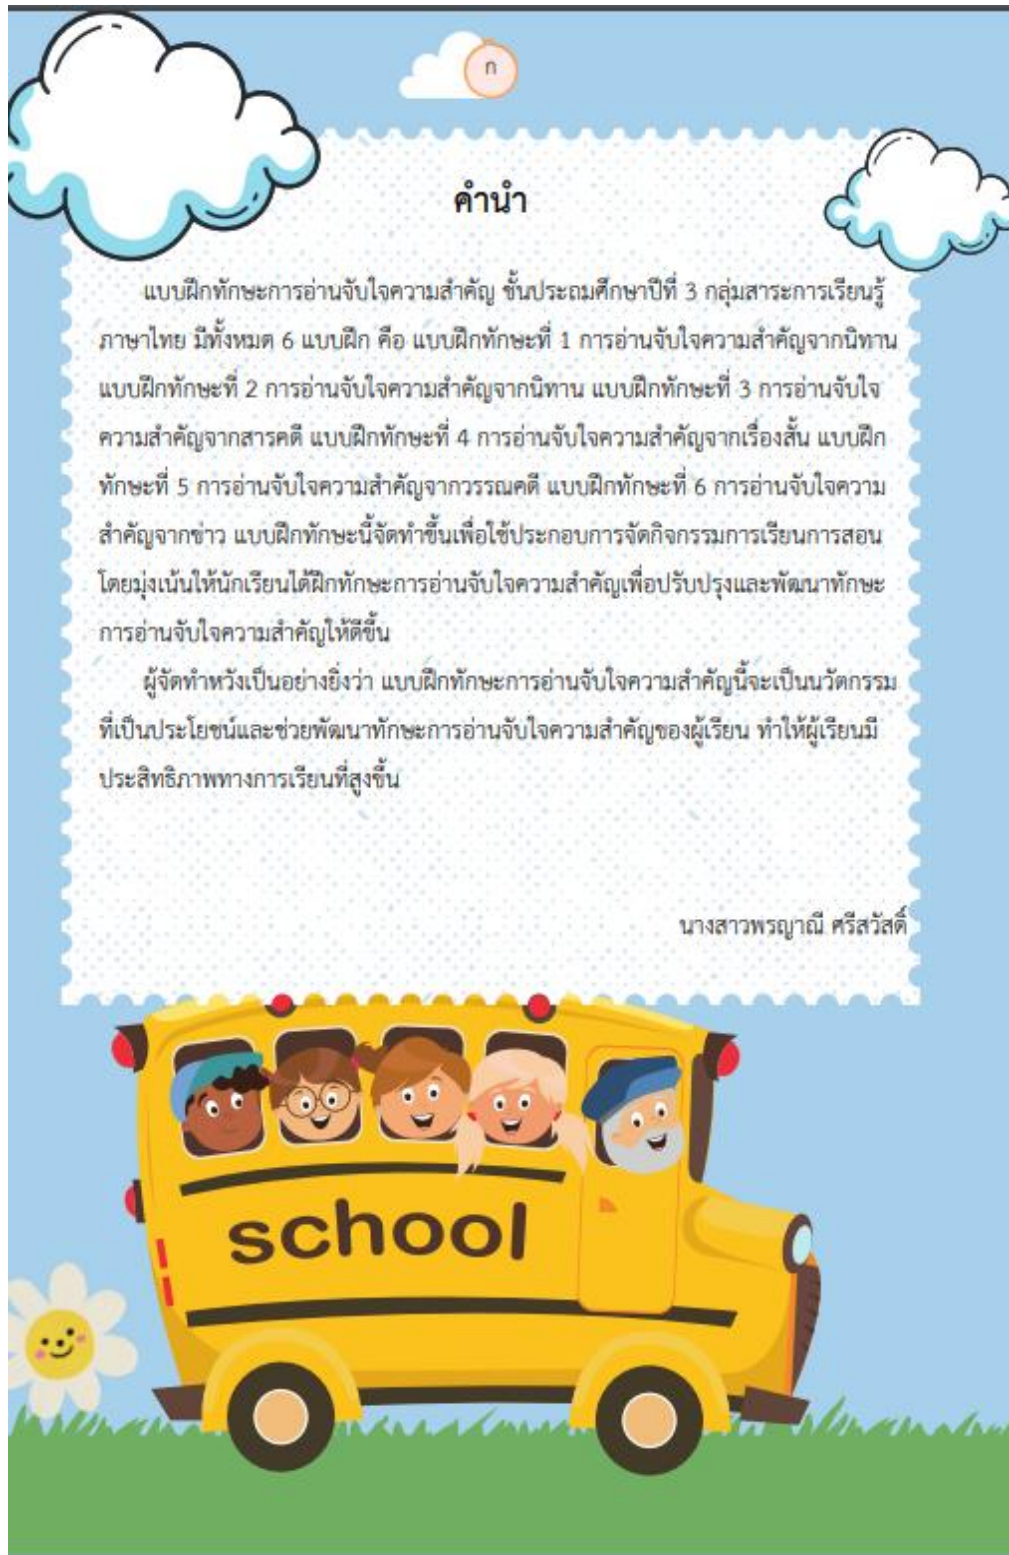 ก
คำนำ
แบบฝึกทักษะการอ่านจับใจความสำคัญ ชั้นประถมศึกษาปีที่ 3 กลุ่มสาระการเรียนรู้
ภาษาไทย มีทั้งหมด 6 แบบฝึก คือ แบบฝึกทักษะที่ 1 การอ่านจับใจความสำคัญจากนิทาน
แบบฝึกทักษะที่ 2 การอ่านจับใจความสำคัญจากนิทาน แบบฝึกทักษะที่ 3 การอ่านจับใจ
ความสำคัญจากสารคดี แบบฝึกทักษะที่ 4 การอ่านจับใจความสำคัญจากเรื่องสั้น แบบฝึก
ทักษะที่ 5 การอ่านจับใจความสำคัญจากวรรณคดี แบบฝึกทักษะที่ 6 การอ่านจับใจความ
สำคัญจากข่าว แบบฝึกทักษะนี้จัดทำขึ้นเพื่อใช้ประกอบการจัดกิจกรรมการเรียนการสอน
โดยมุ่งเน้นให้นักเรียนได้ฝึกทักษะการอ่านจับใจความสำคัญเพื่อปรับปรุงและพัฒนาทักษะ
การอ่านจับใจความสำคัญให้ดีขึ้น
ผู้จัดทำหวังเป็นอย่างยิ่งว่า แบบฝึกทักษะการอ่านจับใจความสำคัญนี้จะเป็นนวัตกรรม
ที่เป็นประโยชน์และช่วยพัฒนาทักษะการอ่านจับใจความสำคัญของผู้เรียน ทำให้ผู้เรียนมี
ประสิทธิภาพทางการเรียนที่สูงขึ้น
นางสาวพรญาณี ศรีสวัสดิ์
school